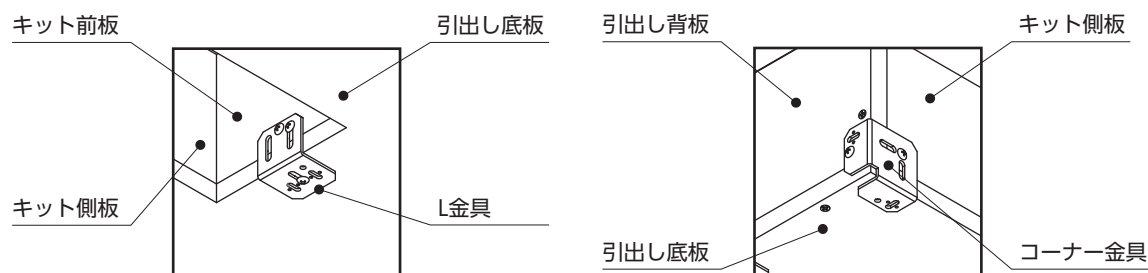 キット前板
引出し底板
キット側板
L金具
引出し背板
キット側板
引出し底板
コーナー金具